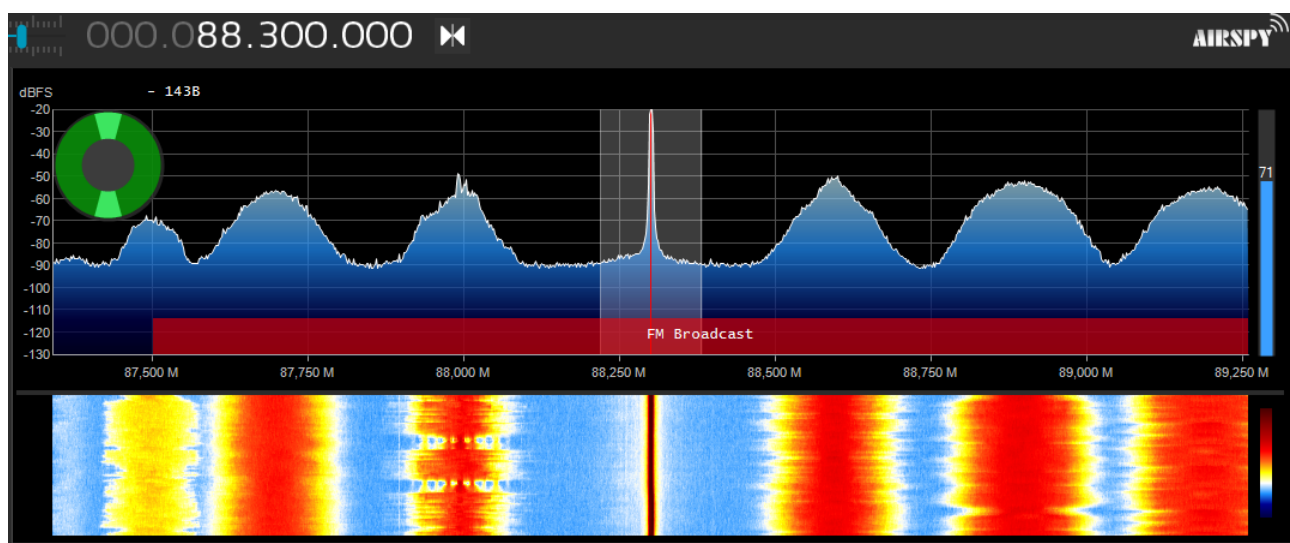 000.088.300.000
AIRSPY
dBFS
- 143B
-20
-30
-40
-50
-60
-70
-80
-90
-100
-110
-120
-130
71
FM Broadcast
87,500 M
87,750 M
88,000 M
88,250 M
88,500 M
88,750 M
89,000 M
89,250 M